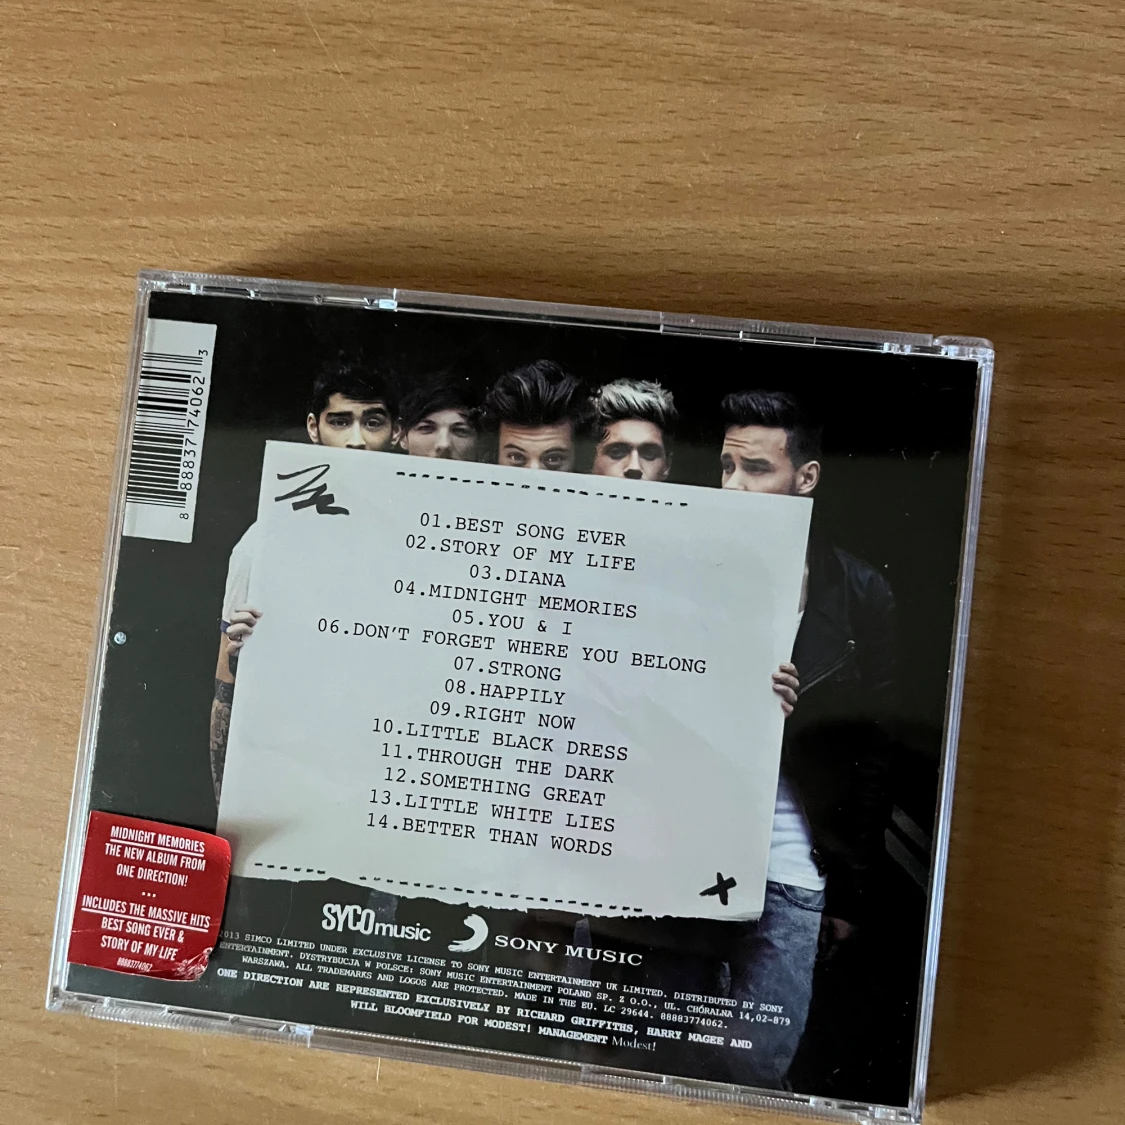 8 88837 74062 3
01.BEST SONG EVER
02.STORY OF MY LIFE
03.DIANA
04.MIDNIGHT MEMORIES
05.YOU & I
06.DON'T FORGET WHERE YOU BELONG
07.STRONG
08.HAPPILY
09.RIGHT NOW
10.LITTLE BLACK DRESS
11.THROUGH THE DARK
12.SOMETHING GREAT
13.LITTLE WHITE LIES
14.BETTER THAN WORDS
MIDNIGHT MEMORIES
THE NEW ALBUM FROM
ONE DIRECTION!
...
INCLUDES THE MASSIVE HITS
BEST SONG EVER &
STORY OF MY LIFE
88883774062
SYCOmusic SONY MUSIC
2013 SIMCO LIMITED UNDER EXCLUSIVE LICENSE TO SONY MUSIC ENTERTAINMENT UK LIMITED. DISTRIBUTED BY SONY
ENTERTAINMENT. DYSTRYBUCJA W POLSCE: SONY MUSIC ENTERTAINMENT POLAND SP. Z O.O., UL. CHÓRALNA 14,02-879
WARSZAWA. ALL TRADEMARKS AND LOGOS ARE PROTECTED. MADE IN THE EU. LC 29644. 88883774062.
ONE DIRECTION ARE REPRESENTED EXCLUSIVELY BY RICHARD GRIFFITHS, HARRY MAGEE AND
WILL BLOOMFIELD FOR MODEST! MANAGEMENT Modest!